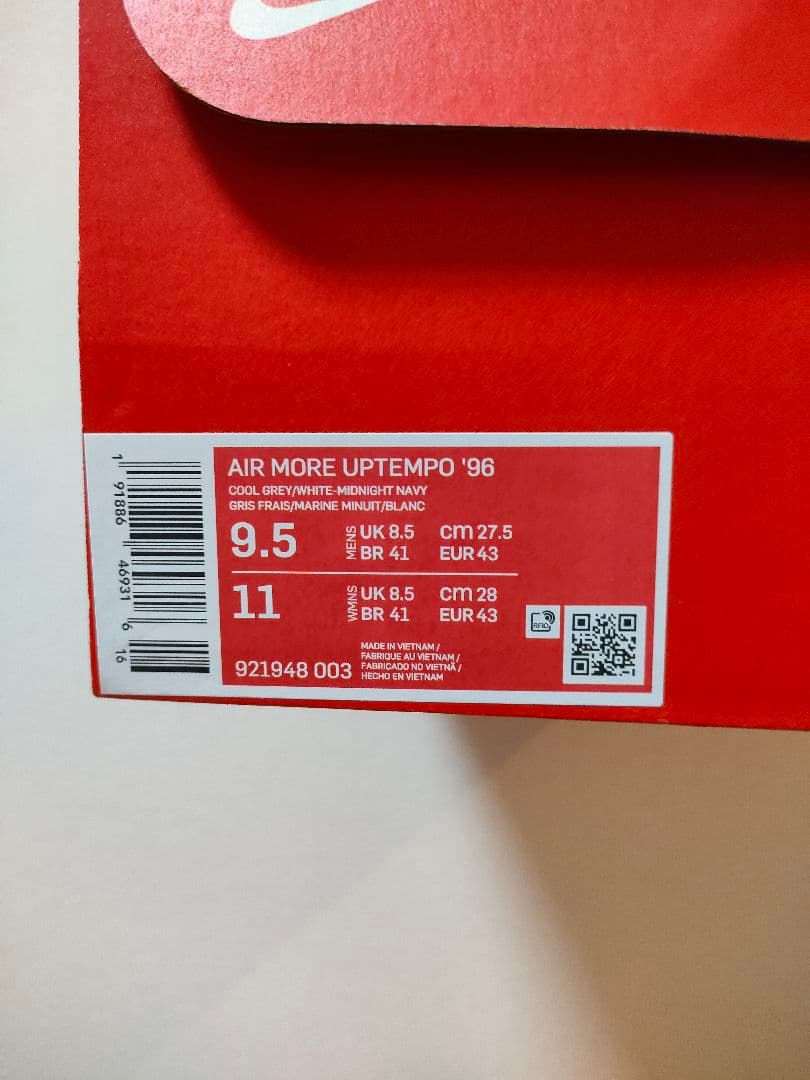 AIR MORE UPTEMPO '96
COOL GREY/WHITE-MIDNIGHT NAVY
GRIS FRAIS/MARINE MINUIT/BLANC
9.5 MENS UK 8.5 cm 27.5
BR 41 EUR 43
11 WMNS UK 8.5 cm 28
BR 41 EUR 43
RFID
921948 003
MADE IN VIETNAM /
FABRIQUE AU VIETNAM /
FABRICADO NO VIETNÃ /
HECHO EN VIETNAM
1 91886 46931 6 16